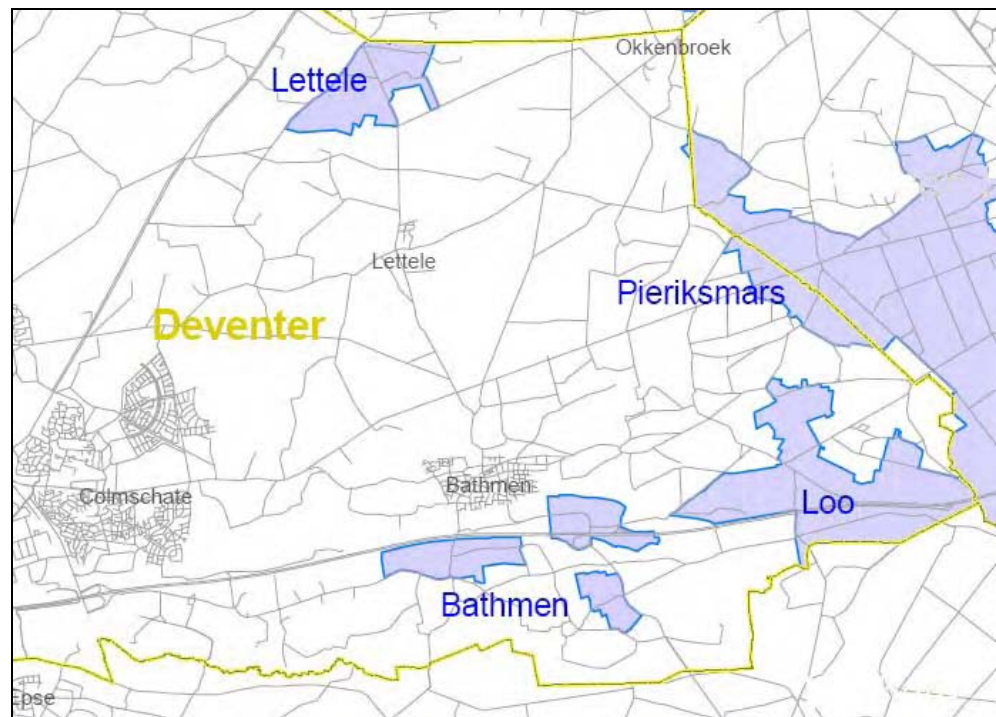 Okkenbroek
Lettele
Lettele
Pieriksmars
Deventer
Bathmen
Colmschate
Loo
Bathmen
Epse